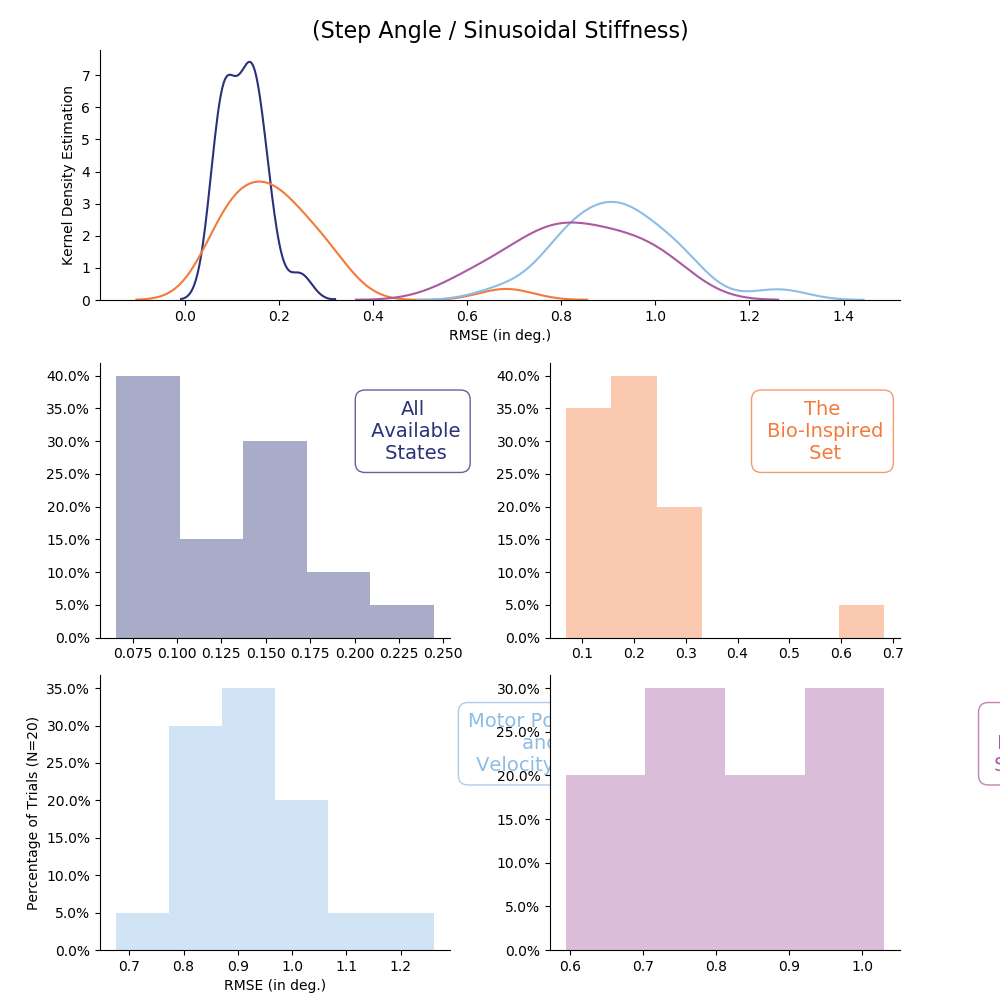 (Step Angle / Sinusoidal Stiffness)
Kernel Density Estimation
7
6
5
4
3
2
1
0
0.0 0.2 0.4 0.6 0.8 1.0 1.2 1.4
RMSE (in deg.)
40.0%
35.0%
30.0%
25.0%
20.0%
15.0%
10.0%
5.0%
0.0%
0.075 0.100 0.125 0.150 0.175 0.200 0.225 0.250
All
Available
States
40.0%
35.0%
30.0%
25.0%
20.0%
15.0%
10.0%
5.0%
0.0%
0.1 0.2 0.3 0.4 0.5 0.6 0.7
The
Bio-Inspired
Set
Percentage of Trials (N=20)
35.0%
30.0%
25.0%
20.0%
15.0%
10.0%
5.0%
0.0%
0.7 0.8 0.9 1.0 1.1 1.2
RMSE (in deg.)
Motor
and
Velocity
30.0%
25.0%
20.0%
15.0%
10.0%
5.0%
0.0%
0.6 0.7 0.8 0.9 1.0